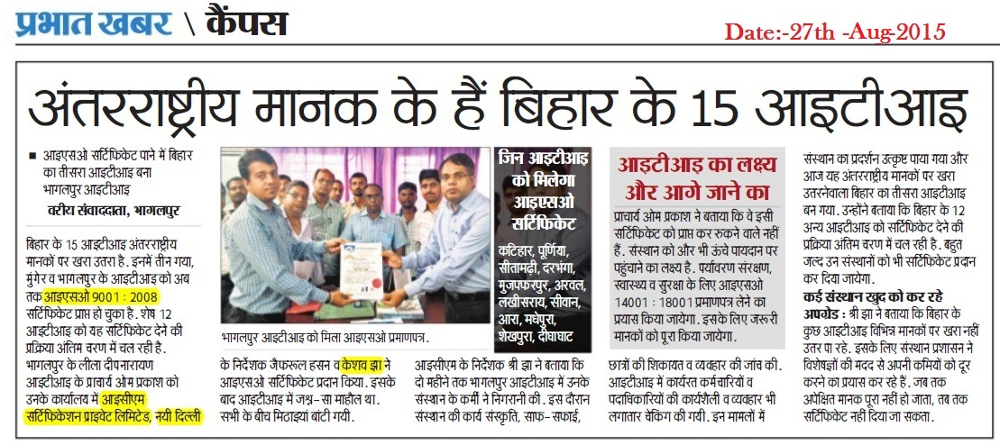 प्रभात खबर \ कैंपस
Date:-27th -Aug-2015
अंतरराष्ट्रीय मानक के हैं बिहार के 15 आइटीआइ
■ आइएसओ सर्टिफिकेट पाने में बिहार
का तीसरा आइटीआइ बना
भागलपुर आइटीआइ
वरीय संवाददाता, भागलपुर
बिहार के 15 आइटीआइ अंतरराष्ट्रीय
मानकों पर खरा उतरा है. इनमें तीन गया,
मुंगेर व भागलपुर के आइटीआइ को अब
तक आइएसओ 9001 : 2008
सर्टिफिकेट प्राप्त हो चुका है. शेष 12
आइटीआइ को यह सर्टिफिकेट देने की
प्रक्रिया अंतिम चरण में चल रही है.
भागलपुर के लीला दीपनारायण
आइटीआइ के प्राचार्य ओम प्रकाश को
उनके कार्यालय में आइसीएम
सर्टिफिकेशन प्राइवेट लिमिटेड, नयी दिल्ली
भागलपुर आइटीआइ को मिला आइएसओ प्रमाणपत्र.
के निर्देशक जैफरूल हसन व केशव झा ने
आइएसओ सर्टिफिकेट प्रदान किया. इसके
बाद आइटीआइ में जश्न-सा माहौल था.
सभी के बीच मिठाइयां बांटी गयी.
जिन आइटीआइ
को मिलेगा
आइएसओ
सर्टिफिकेट
कटिहार, पूर्णिया,
सीतामढ़ी, दरभंगा,
मुजफ्फरपुर, अरवल,
लखीसराय, सीवान,
आरा, मधेपुरा,
शेखपुरा, दीघाघाट
आइसीएम के निर्देशक श्री झा ने बताया कि
दो महीने तक भागलपुर आइटीआइ में उनके
संस्थान के कर्मी ने निगरानी की. इस दौरान
संस्थान की कार्य संस्कृति, साफ-सफाई,
आइटीआइ का लक्ष्य
और आगे जाने का
प्राचार्य ओम प्रकाश ने बताया कि वे इसी
सर्टिफिकेट को प्राप्त कर रुकने वाले नहीं
हैं. संस्थान को और भी ऊंचे पायदान पर
पहुंचाने का लक्ष्य है. पर्यावरण संरक्षण,
स्वास्थ्य व सुरक्षा के लिए आइएसओ
14001 : 18001 प्रमाणपत्र लेने का
प्रयास किया जायेगा. इसके लिए जरूरी
मानकों को पूरा किया जायेगा.
छात्रों की शिकायत व व्यवहार की जांच की.
आइटीआइ में कार्यरत कर्मचारियों व
पदाधिकारियों की कार्यशैली व व्यवहार भी
लगातार चेकिंग की गयी. इन मामलों में
संस्थान का प्रदर्शन उत्कृष्ट पाया गया और
आज यह अंतरराष्ट्रीय मानकों पर खरा
उतरनेवाला बिहार का तीसरा आइटीआइ
बन गया. उन्होंने बताया कि बिहार के 12
अन्य आइटीआइ को सर्टिफिकेट देने की
प्रक्रिया अंतिम चरण में चल रही है. बहुत
जल्द उन संस्थानों को भी सर्टिफिकेट प्रदान
कर दिया जायेगा.
कई संस्थान खुद को कर रहे
अपग्रेड : श्री झा ने बताया कि बिहार के
कुछ आइटीआइ विभिन्न मानकों पर खरा नहीं
उतर पा रहे. इसके लिए संस्थान प्रशासन ने
विशेषज्ञों की मदद से अपनी कमियों को दूर
करने का प्रयास कर रहे हैं. जब तक
अपेक्षित मानक पूरा नहीं हो जाता, तब तक
सर्टिफिकेट नहीं दिया जा सकता.